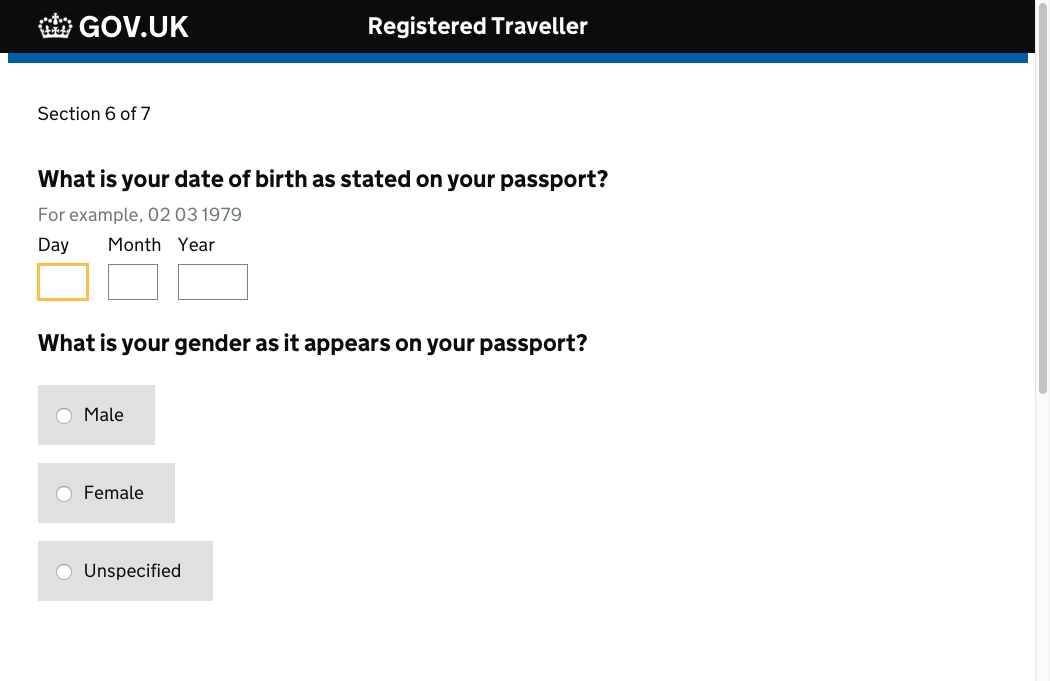 GOV.UK Registered Traveller
Section 6 of 7
What is your date of birth as stated on your passport?
For example, 02 03 1979
Day Month Year
What is your gender as it appears on your passport?
Male
Female
Unspecified